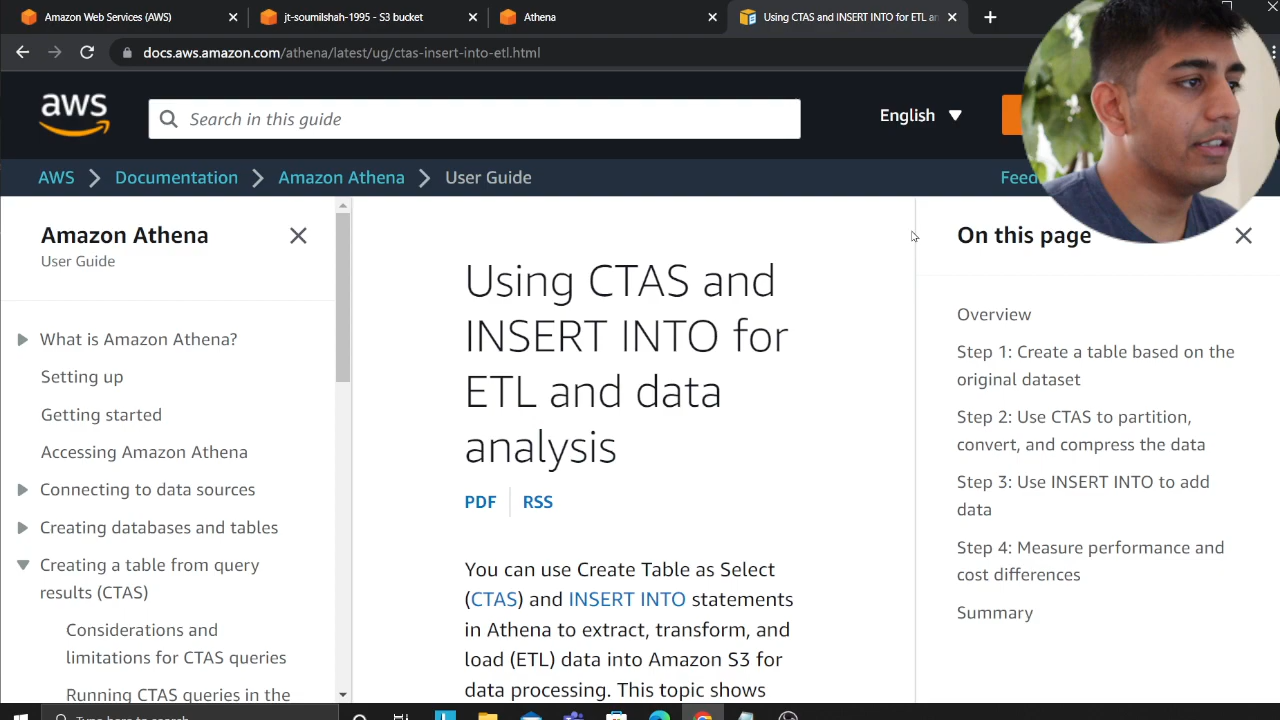 Amazon Web Services (AWS)
jt-soumilshah-1995 - S3 bucket
Athena
Using CTAS and INSERT INTO for ETL an
docs.aws.amazon.com/athena/latest/ug/ctas-insert-into-etl.html
aws
Search in this guide
English
AWS
Documentation
Amazon Athena
User Guide
Feed
Amazon Athena
User Guide
What is Amazon Athena?
Setting up
Getting started
Accessing Amazon Athena
Connecting to data sources
Creating databases and tables
Creating a table from query
results (CTAS)
Considerations and
limitations for CTAS queries
Running CTAS queries in the
Using CTAS and
INSERT INTO for
ETL and data
analysis
PDF
RSS
You can use Create Table as Select
(CTAS) and INSERT INTO statements
in Athena to extract, transform, and
load (ETL) data into Amazon S3 for
data processing. This topic shows
On this page
Overview
Step 1: Create a table based on the
original dataset
Step 2: Use CTAS to partition,
convert, and compress the data
Step 3: Use INSERT INTO to add
data
Step 4: Measure performance and
cost differences
Summary
Type here to search